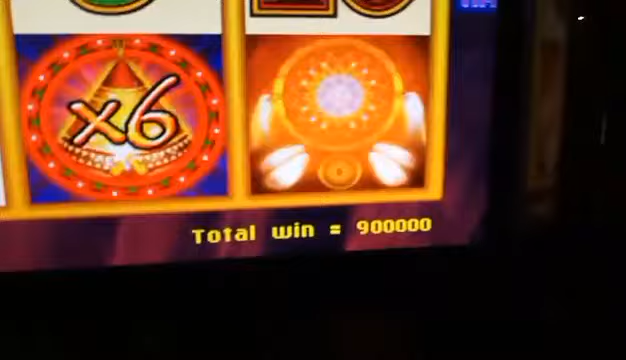 x6
Total win = 900000